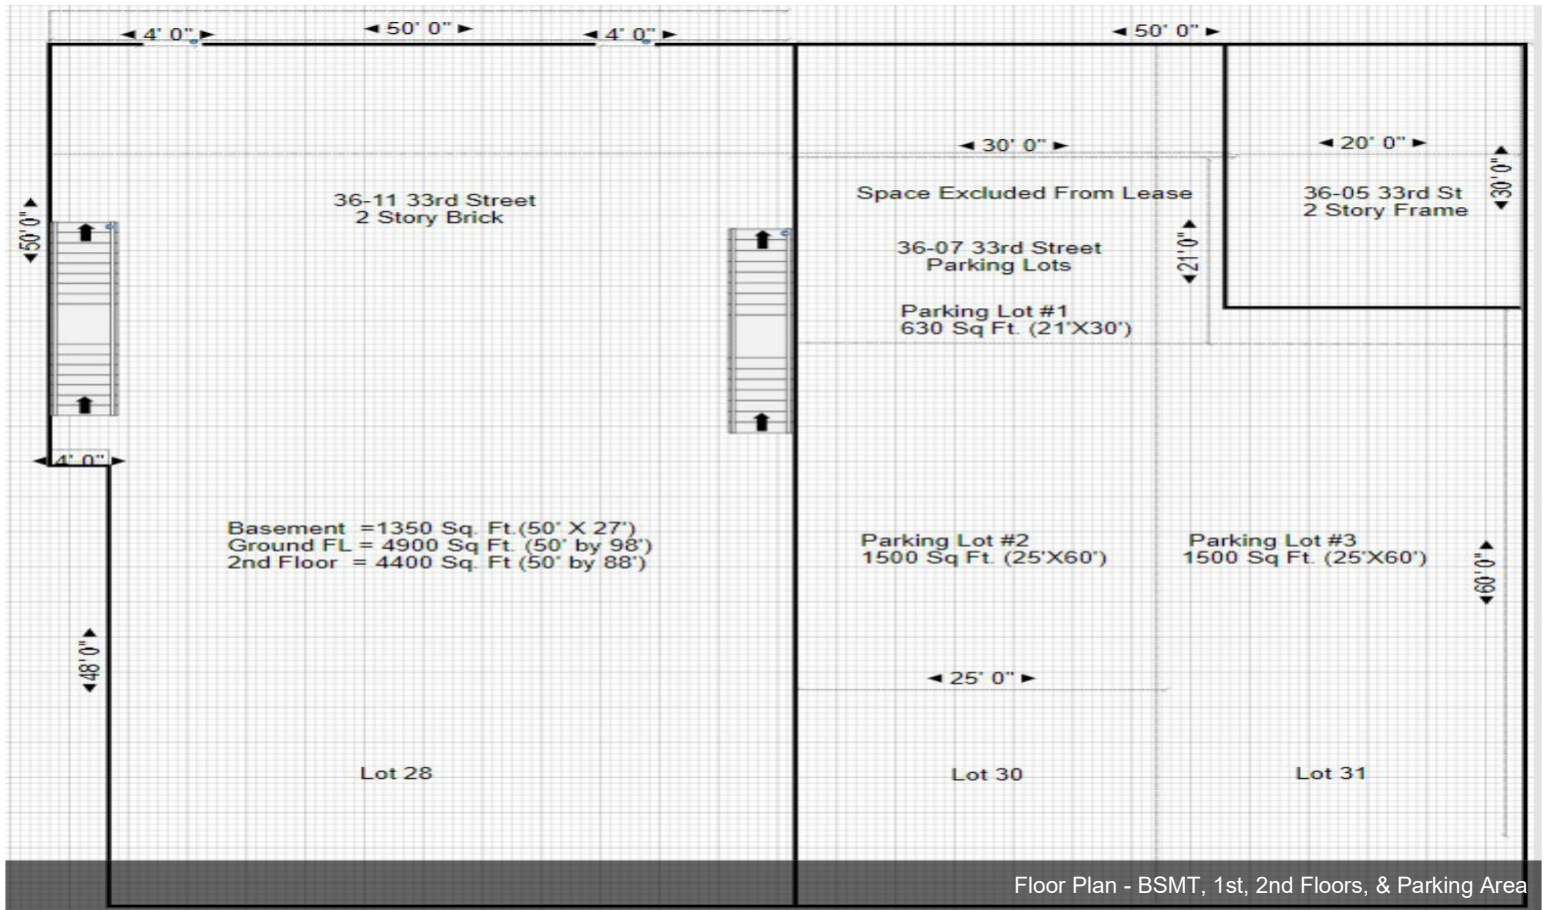 4' 0"
50' 0"
4' 0"
50' 0"
30' 0"
20' 0"
30' 0"
36-11 33rd Street
2 Story Brick
50' 0"
Space Excluded From Lease
36-07 33rd Street
Parking Lots
21' 0"
36-05 33rd St
2 Story Frame
Parking Lot #1
630 Sq Ft. (21'X30')
4' 0"
Basement =1350 Sq. Ft.(50' X 27')
Ground FL = 4900 Sq Ft. (50' by 98')
2nd Floor = 4400 Sq. Ft (50' by 88')
Parking Lot #2
1500 Sq Ft. (25'X60')
Parking Lot #3
1500 Sq Ft. (25'X60')
60' 0"
48' 0"
25' 0"
Lot 28
Lot 30
Lot 31
Floor Plan - BSMT, 1st, 2nd Floors, & Parking Area